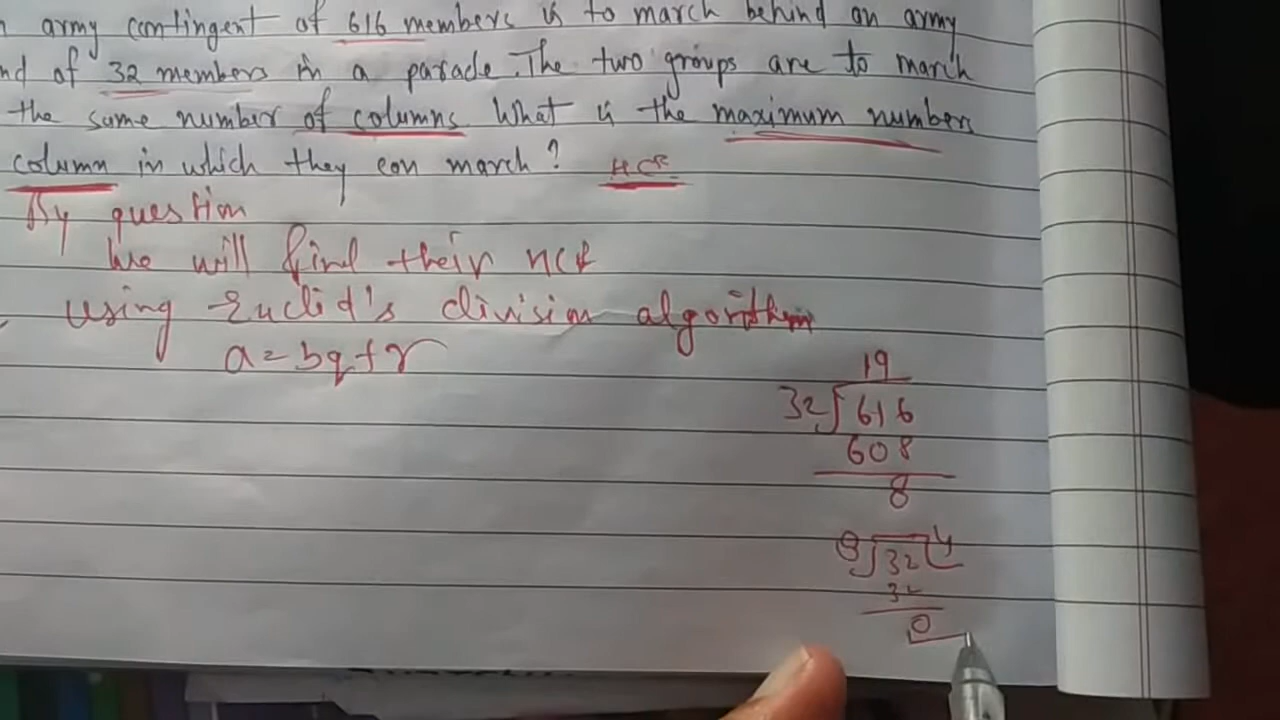 army contingent of 616 members is to march behind an army
nd of 32 members in a parade. The two groups are to march
the same number of columns What is the maximum numbers
column in which they can march? HCF
By question
We will find their HCF
using Euclid's division algorithm
a=bq+r
19
32 616
608
8
8 32 4
32
0